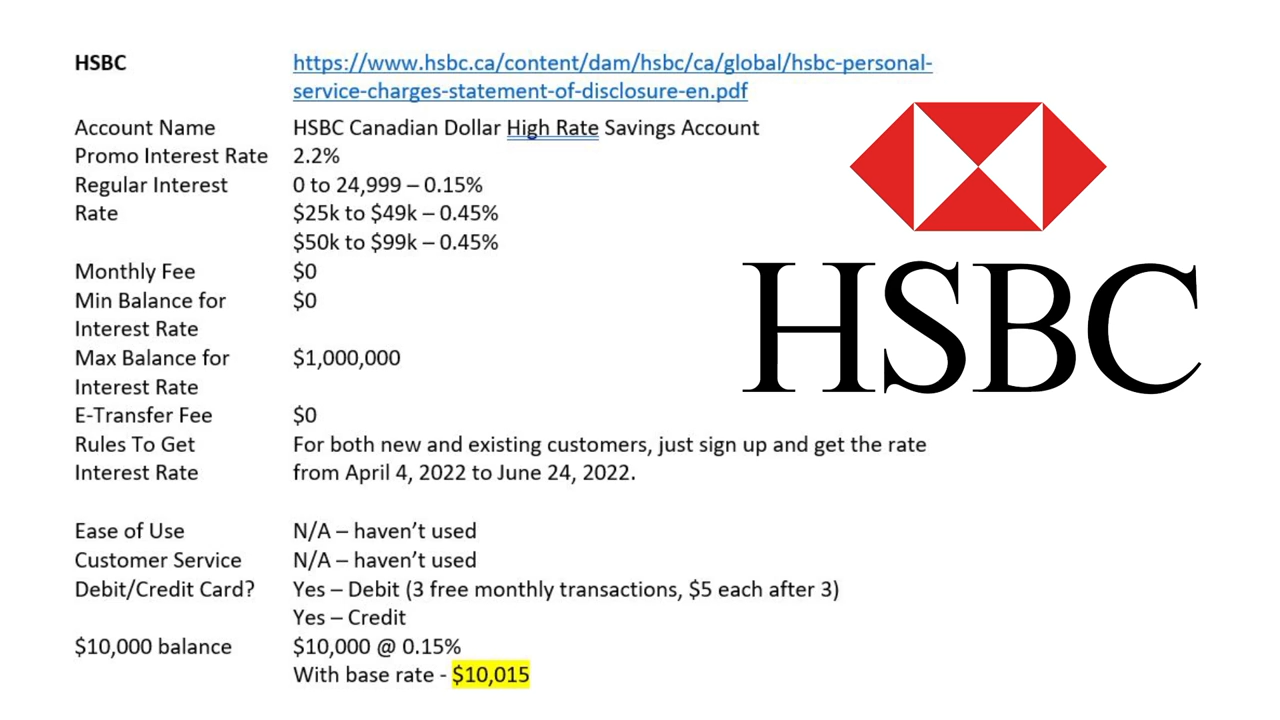 HSBC https://www.hsbc.ca/content/dam/hsbc/ca/global/hsbc-personal-
service-charges-statement-of-disclosure-en.pdf
Account Name HSBC Canadian Dollar High Rate Savings Account
Promo Interest Rate 2.2%
Regular Interest 0 to 24,999 – 0.15%
Rate $25k to $49k – 0.45%
$50k to $99k – 0.45%
Monthly Fee $0
Min Balance for $0
Interest Rate
Max Balance for $1,000,000
Interest Rate
E-Transfer Fee $0
Rules To Get For both new and existing customers, just sign up and get the rate
Interest Rate from April 4, 2022 to June 24, 2022.
Ease of Use N/A – haven’t used
Customer Service N/A – haven’t used
Debit/Credit Card? Yes – Debit (3 free monthly transactions, $5 each after 3)
Yes – Credit
$10,000 balance $10,000 @ 0.15%
With base rate - $10,015
HSBC